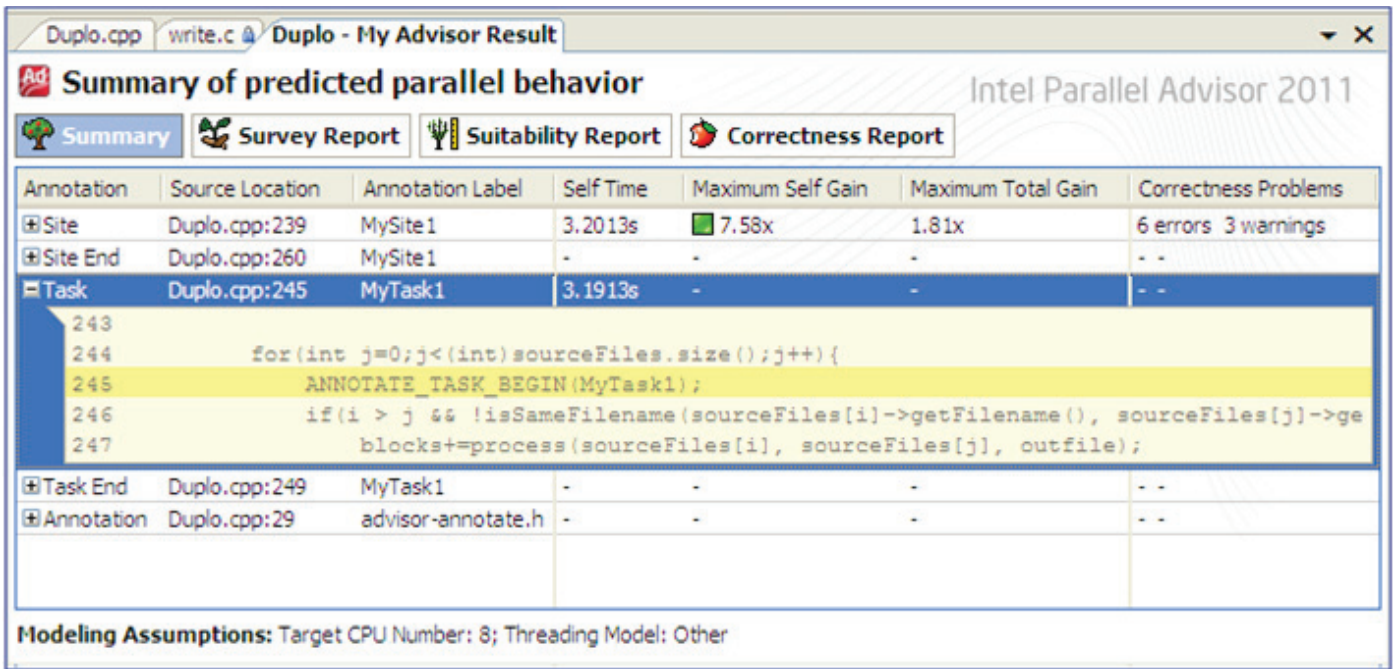 Duplo.cpp write.c Duplo - My Advisor Result
Summary of predicted parallel behavior
Intel Parallel Advisor 2011
Summary Survey Report Suitability Report Correctness Report
Annotation Source Location Annotation Label Self Time Maximum Self Gain Maximum Total Gain Correctness Problems
Site Duplo.cpp:239 MySite1 3.2013s 7.58x 1.81x 6 errors 3 warnings
Site End Duplo.cpp:260 MySite1 - - - - -
Task Duplo.cpp:245 MyTask1 3.1913s - - - -
243
244 for(int j=0;j<(int)sourceFiles.size();j++){
245 ANNOTATE_TASK_BEGIN(MyTask1);
246 if(i > j && !isSameFilename(sourceFiles[i]->getFilename(), sourceFiles[j]->ge
247 blocks+=process(sourceFiles[i], sourceFiles[j], outfile);
Task End Duplo.cpp:249 MyTask1 - - - - -
Annotation Duplo.cpp:29 advisor-annotate.h - - - - -
Modeling Assumptions: Target CPU Number: 8; Threading Model: Other